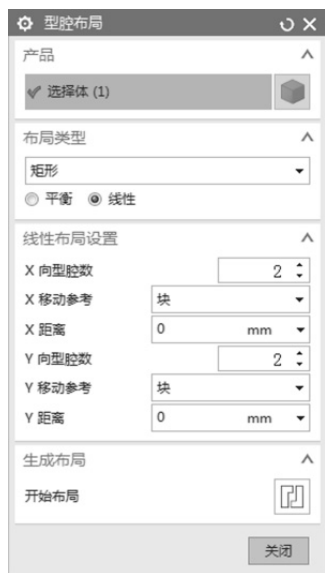 型腔布局
产品
选择体 (1)
布局类型
矩形
平衡 线性
线性布局设置
X 向型腔数 2
X 移动参考 块
X 距离 0 mm
Y 向型腔数 2
Y 移动参考 块
Y 距离 0 mm
生成布局
开始布局
关闭